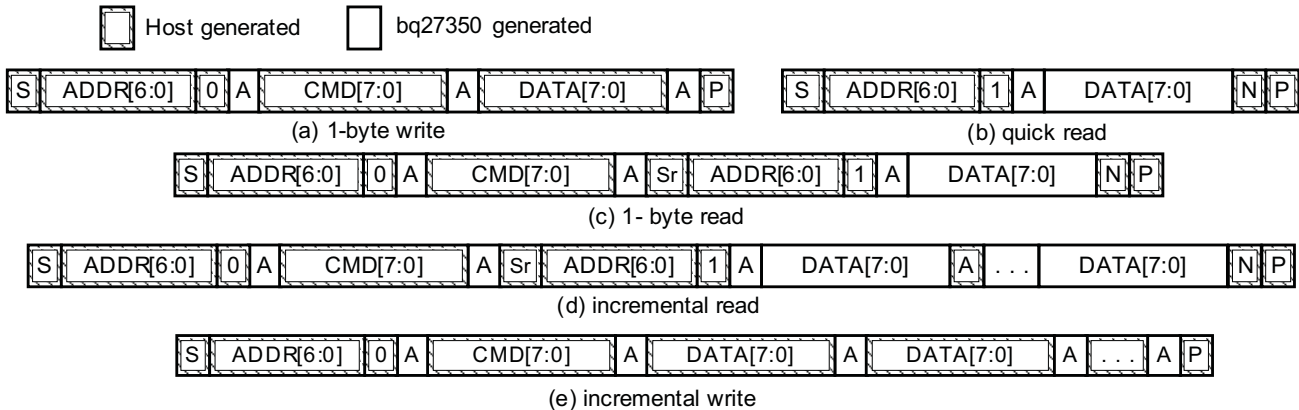 Host generated bq27350 generated
S ADDR[6:0] 0 A CMD[7:0] A DATA[7:0] A P S ADDR[6:0] 1 A DATA[7:0] N P
(a) 1-byte write (b) quick read
S ADDR[6:0] 0 A CMD[7:0] A Sr ADDR[6:0] 1 A DATA[7:0] N P
(c) 1- byte read
S ADDR[6:0] 0 A CMD[7:0] A Sr ADDR[6:0] 1 A DATA[7:0] A . . . DATA[7:0] N P
(d) incremental read
S ADDR[6:0] 0 A CMD[7:0] A DATA[7:0] A DATA[7:0] A . . . A P
(e) incremental write